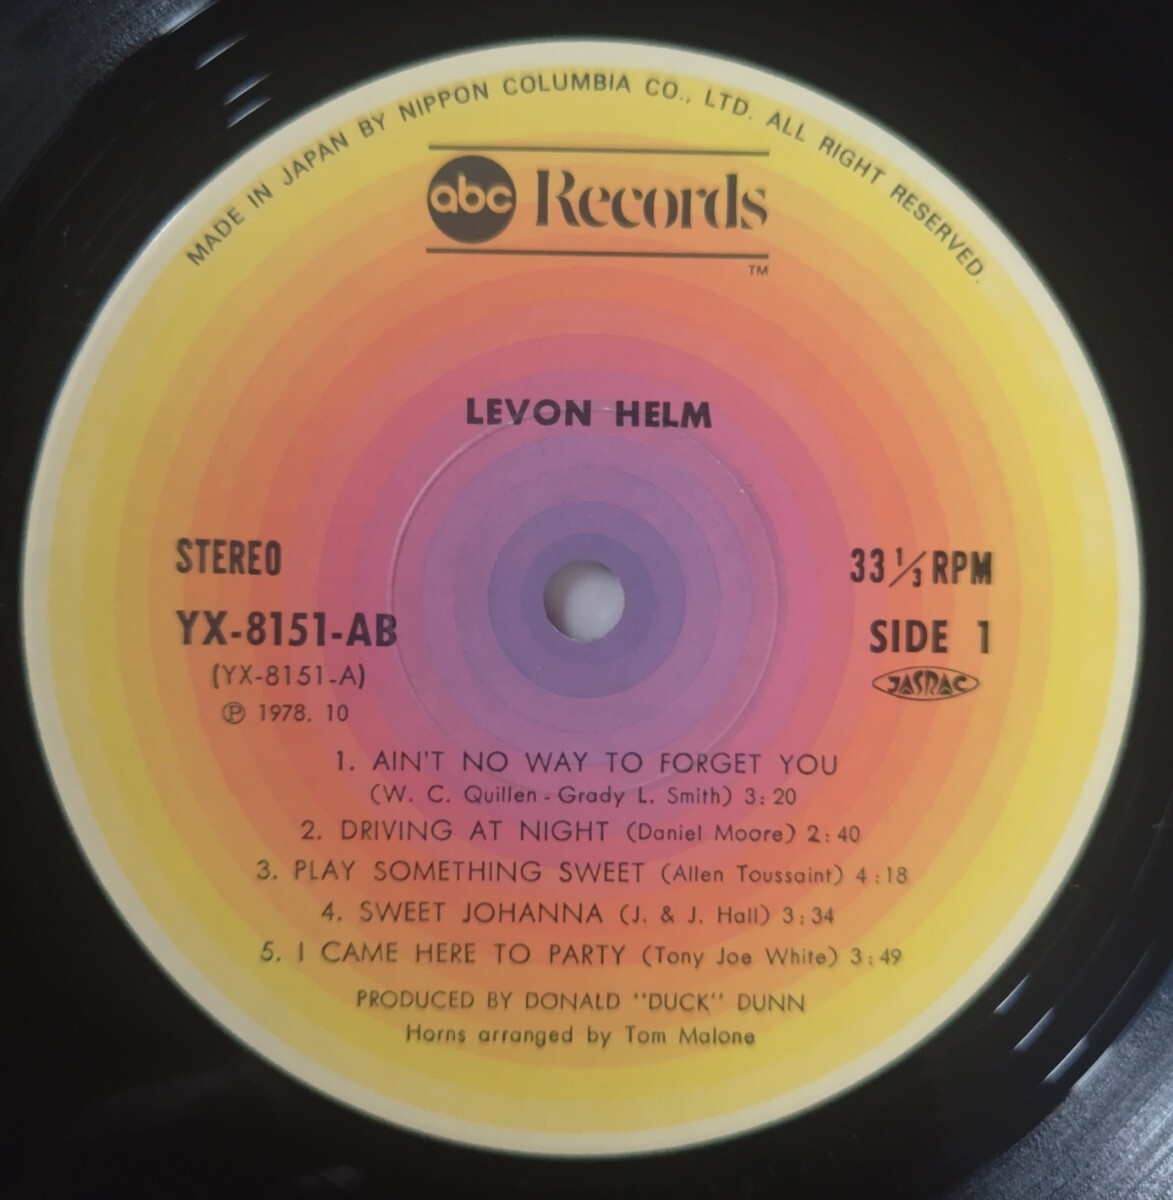 MADE IN JAPAN BY NIPPON COLUMBIA CO., LTD. ALL RIGHT RESERVED.
abc Records
TM
LEVON HELM
STEREO
33 1/3 RPM
YX-8151-AB
SIDE 1
(YX-8151-A)
JASRAC
Ⓟ 1978. 10
1. AIN'T NO WAY TO FORGET YOU
(W. C. Quillen - Grady L. Smith) 3:20
2. DRIVING AT NIGHT (Daniel Moore) 2:40
3. PLAY SOMETHING SWEET (Allen Toussaint) 4:18
4. SWEET JOHANNA (J. & J. Hall) 3:34
5. I CAME HERE TO PARTY (Tony Joe White) 3:49
PRODUCED BY DONALD "DUCK" DUNN
Horns arranged by Tom Malone